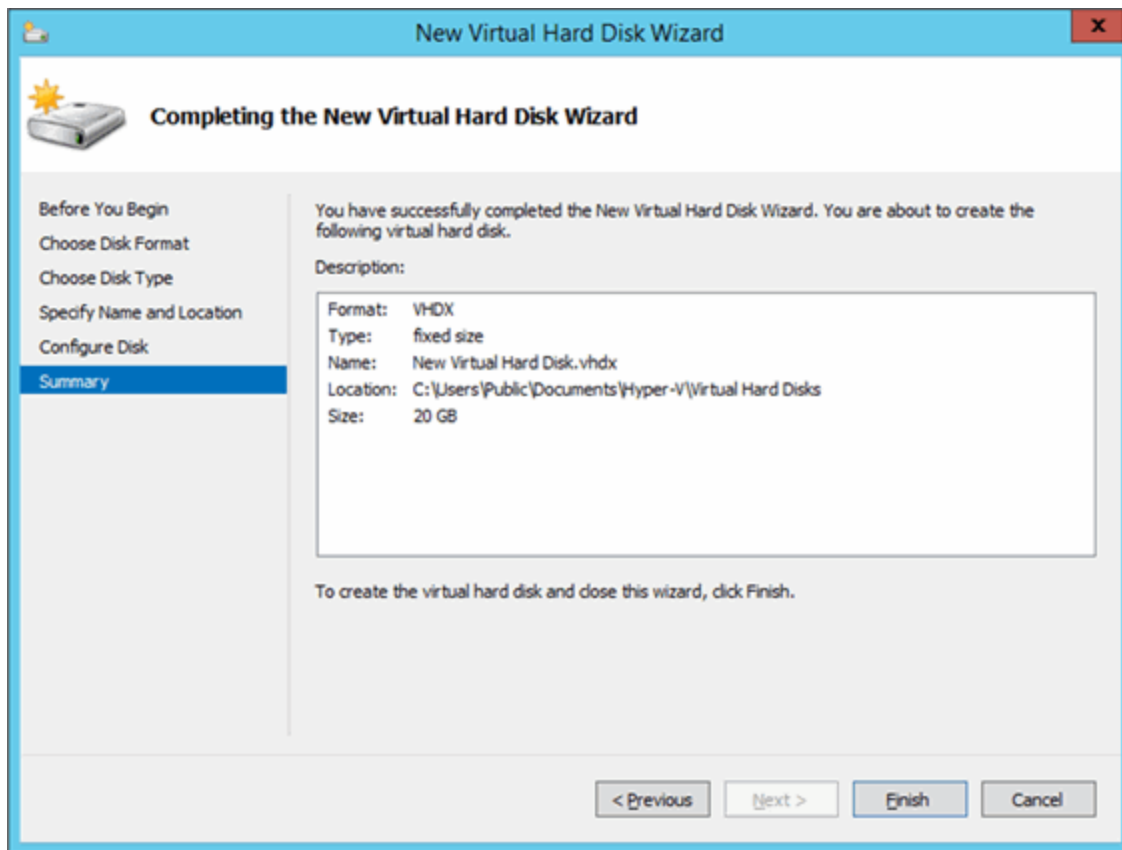 New Virtual Hard Disk Wizard
x
Completing the New Virtual Hard Disk Wizard
Before You Begin
Choose Disk Format
Choose Disk Type
Specify Name and Location
Configure Disk
Summary
You have successfully completed the New Virtual Hard Disk Wizard. You are about to create the
following virtual hard disk.
Description:
Format: VHDX
Type: fixed size
Name: New Virtual Hard Disk.vhdx
Location: C:\Users\Public\Documents\Hyper-V\Virtual Hard Disks
Size: 20 GB
To create the virtual hard disk and close this wizard, click Finish.
< Previous Next > Finish Cancel